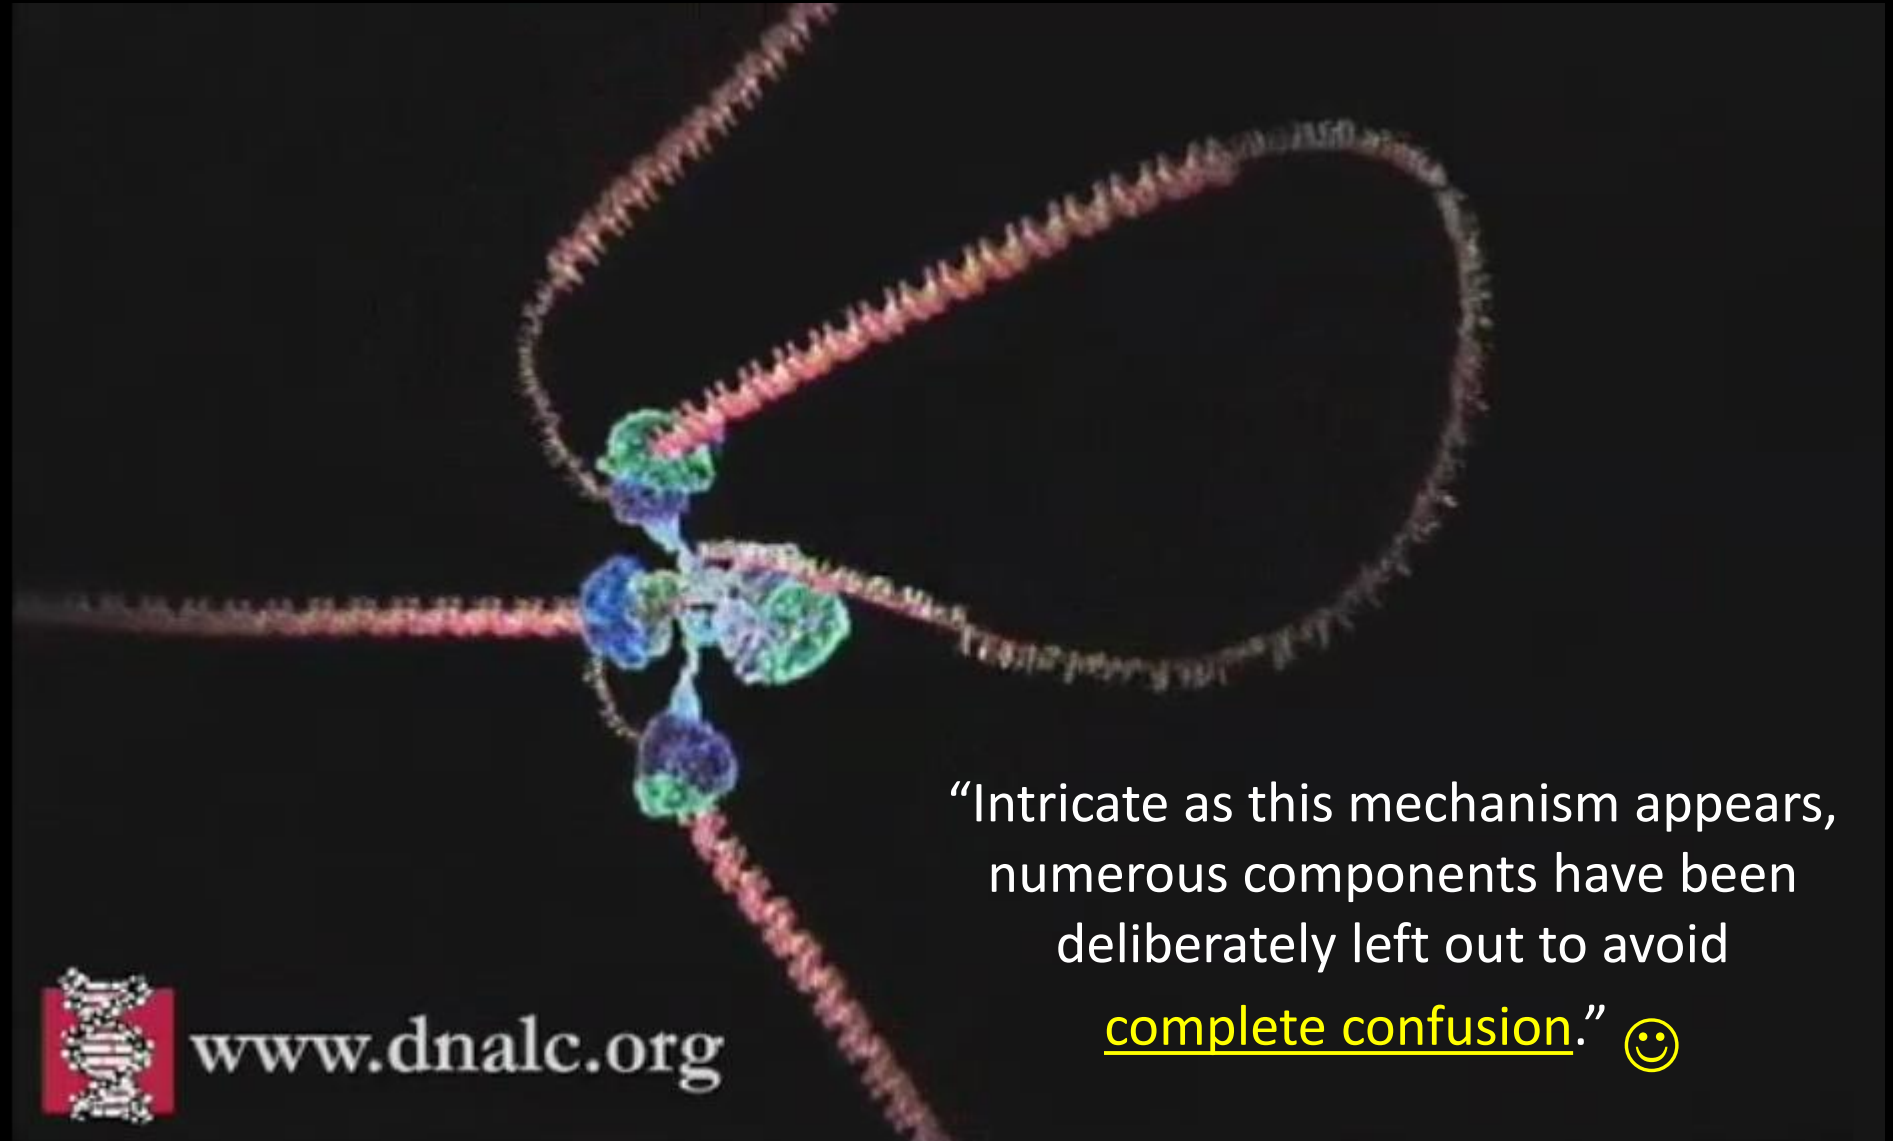 “Intricate as this mechanism appears,
numerous components have been
deliberately left out to avoid
complete confusion.” ☺
www.dnalc.org